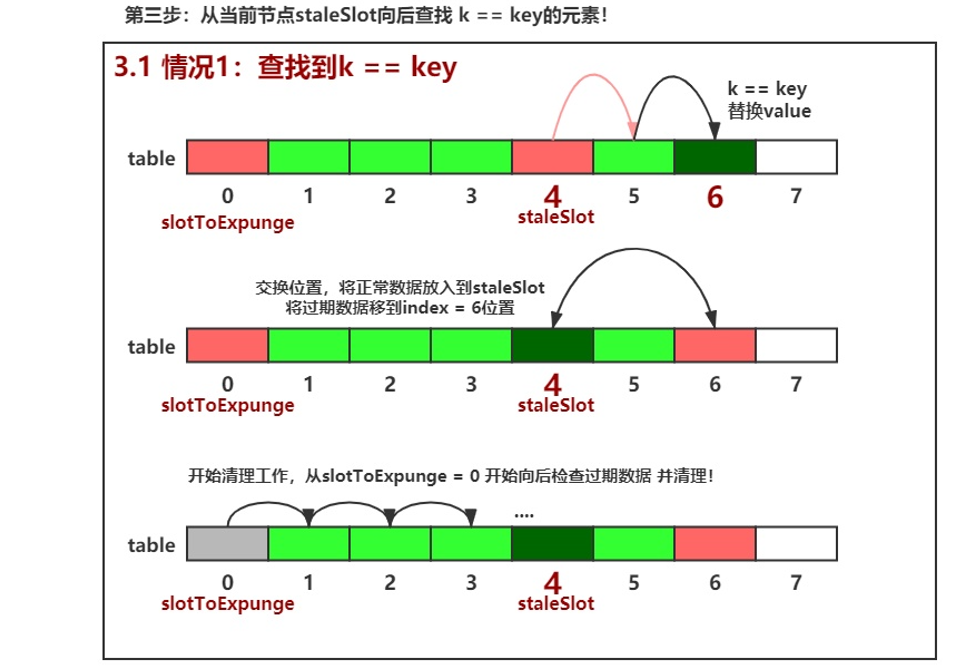 第三步：从当前节点staleSlot向后查找 k == key的元素！
3.1 情况1：查找到k == key
k == key
替换value
table
0 1 2 3 4 5 6 7
slotToExpunge staleSlot
交换位置，将正常数据放入到staleSlot
将过期数据移到index = 6位置
table
0 1 2 3 4 5 6 7
slotToExpunge staleSlot
开始清理工作，从slotToExpunge = 0 开始向后检查过期数据 并清理！
....
table
0 1 2 3 4 5 6 7
slotToExpunge staleSlot